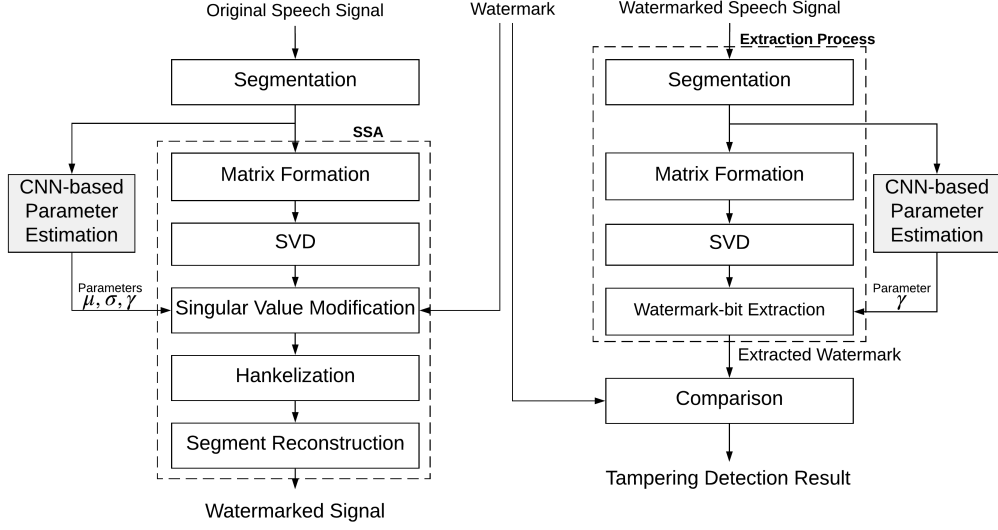 Original Speech Signal
Segmentation
SSA
CNN-based
Parameter
Estimation
Matrix Formation
SVD
Parameters
μ, σ, γ
Singular Value Modification
Hankelization
Segment Reconstruction
Watermarked Signal
Watermark
Watermarked Speech Signal
Extraction Process
Segmentation
Matrix Formation
CNN-based
Parameter
Estimation
SVD
Parameter
γ
Watermark-bit Extraction
Extracted Watermark
Comparison
Tampering Detection Result